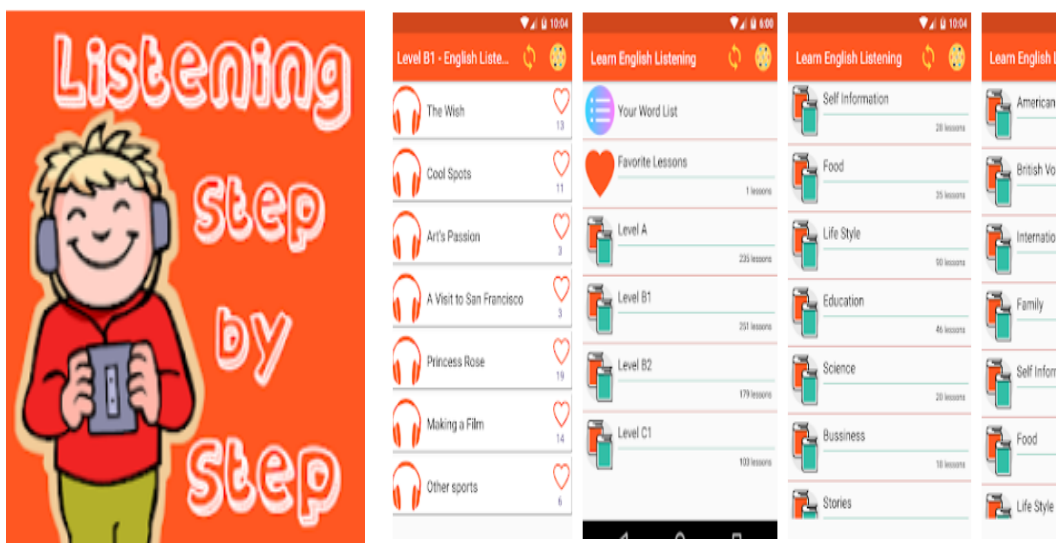 Listening
Step
by
Step
10:04
Level B1 - English Liste...
The Wish
13
Cool Spots
11
Art's Passion
3
A Visit to San Francisco
3
Princess Rose
19
Making a Film
14
Other sports
6
6:00
Learn English Listening
Your Word List
Favorite Lessons
1 lessons
Level A
235 lessons
Level B1
251 lessons
Level B2
179 lessons
Level C1
103 lessons
10:04
Learn English Listening
Self Information
28 lessons
Food
35 lessons
Life Style
90 lessons
Education
46 lessons
Science
20 lessons
Bussiness
18 lessons
Stories
Learn English L
American
British Vo
Internatio
Family
Self Inforr
Food
Life Style